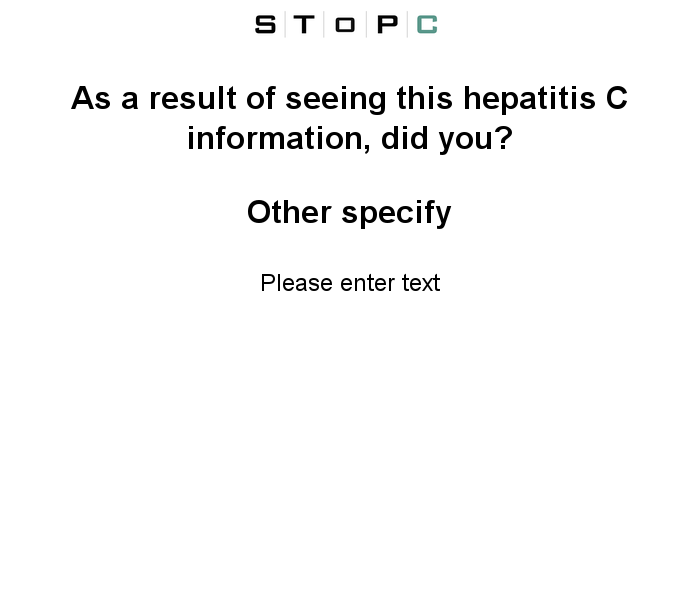 S T o P C
As a result of seeing this hepatitis C
information, did you?
Other specify
Please enter text